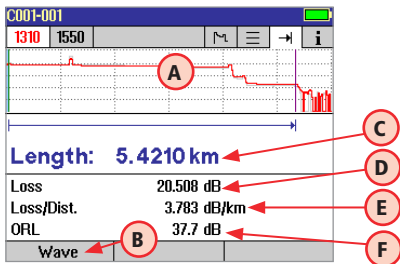 C001-001
1310 1550 i
A
C
Length: 5.4210 km
D
Loss 20.508 dB
E
Loss/Dist. 3.783 dB/km
B
ORL 37.7 dB
F
Wave